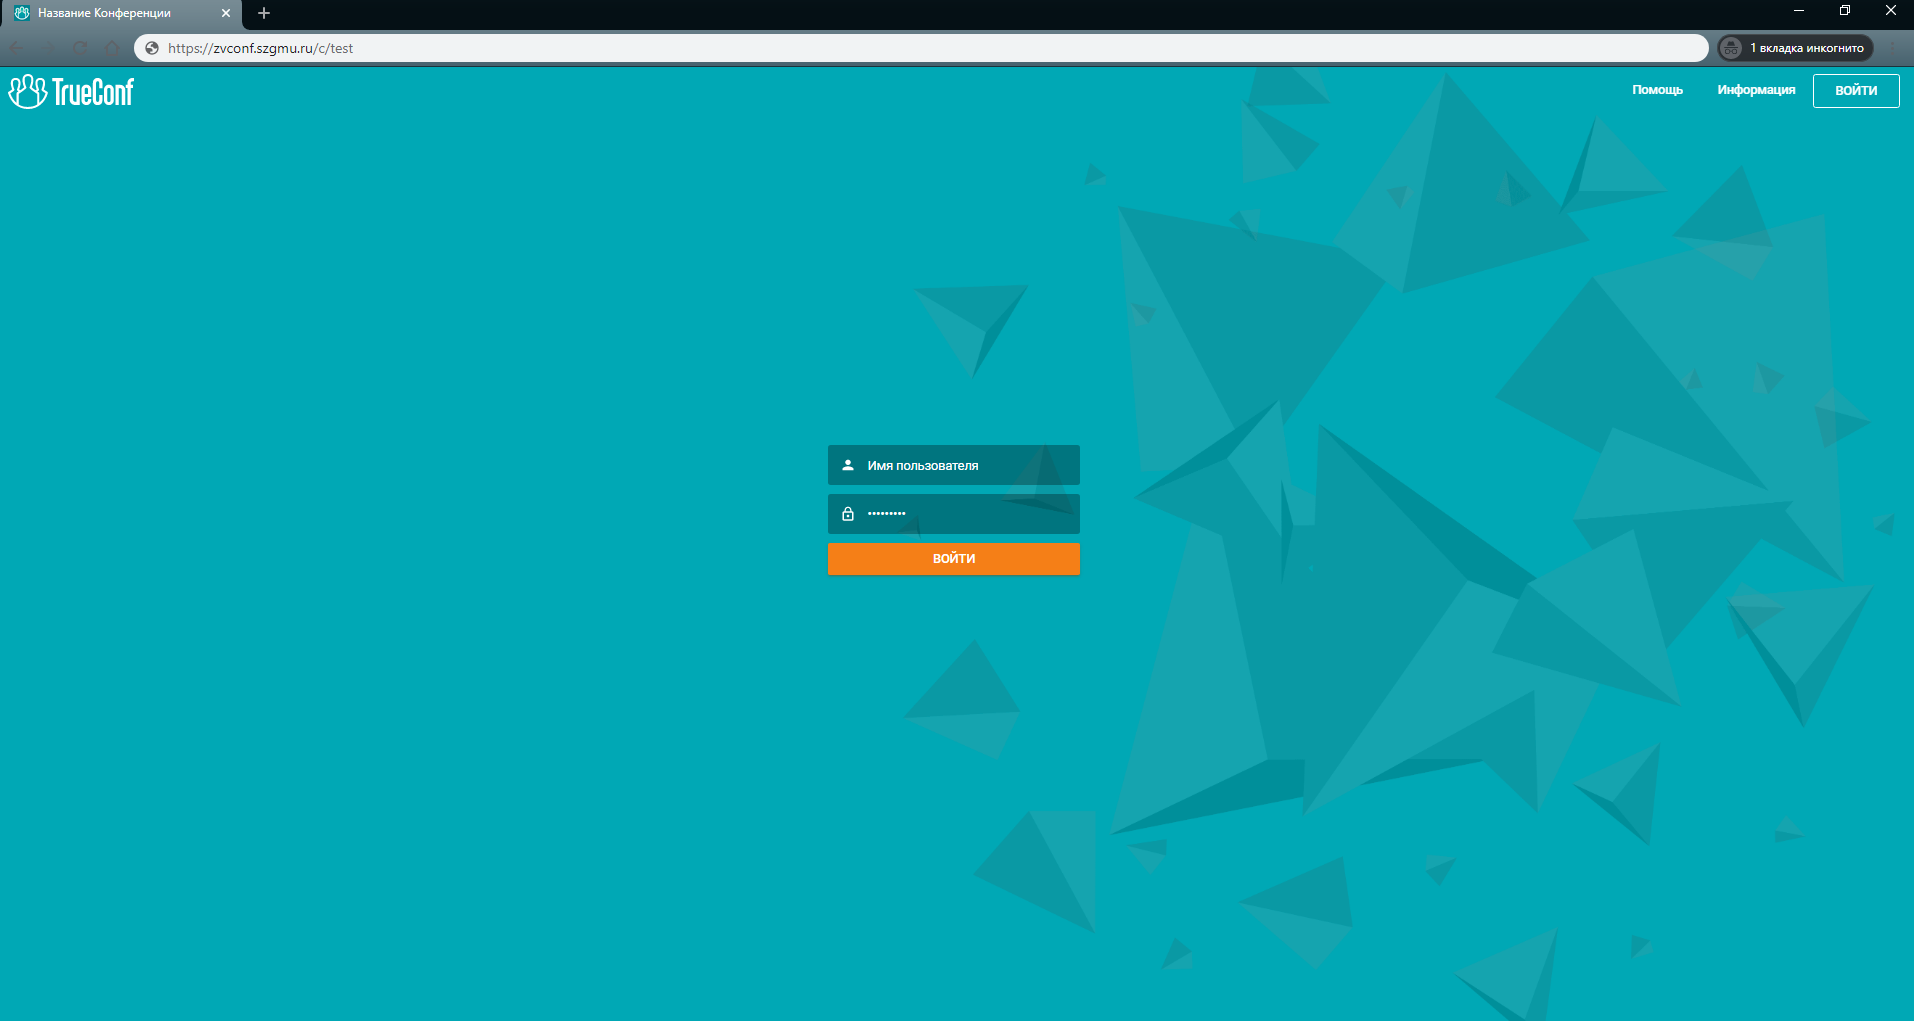 Название Конференции
https://zvconf.szgmu.ru/c/test
1 вкладка инкогнито
TrueConf
Помощь
Информация
ВОЙТИ
Имя пользователя
•••••••••
ВОЙТИ